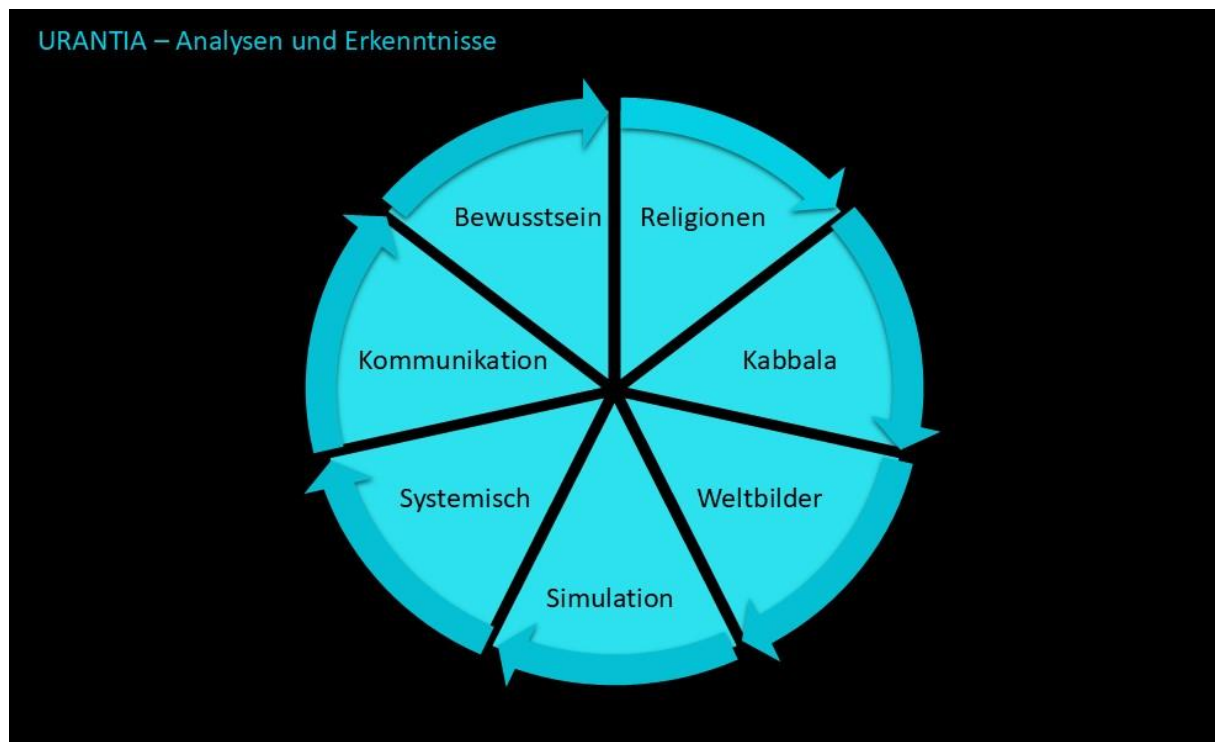 URANTIA – Analysen und Erkenntnisse
Bewusstsein
Religionen
Kommunikation
Kabbala
Systemisch
Weltbilder
Simulation